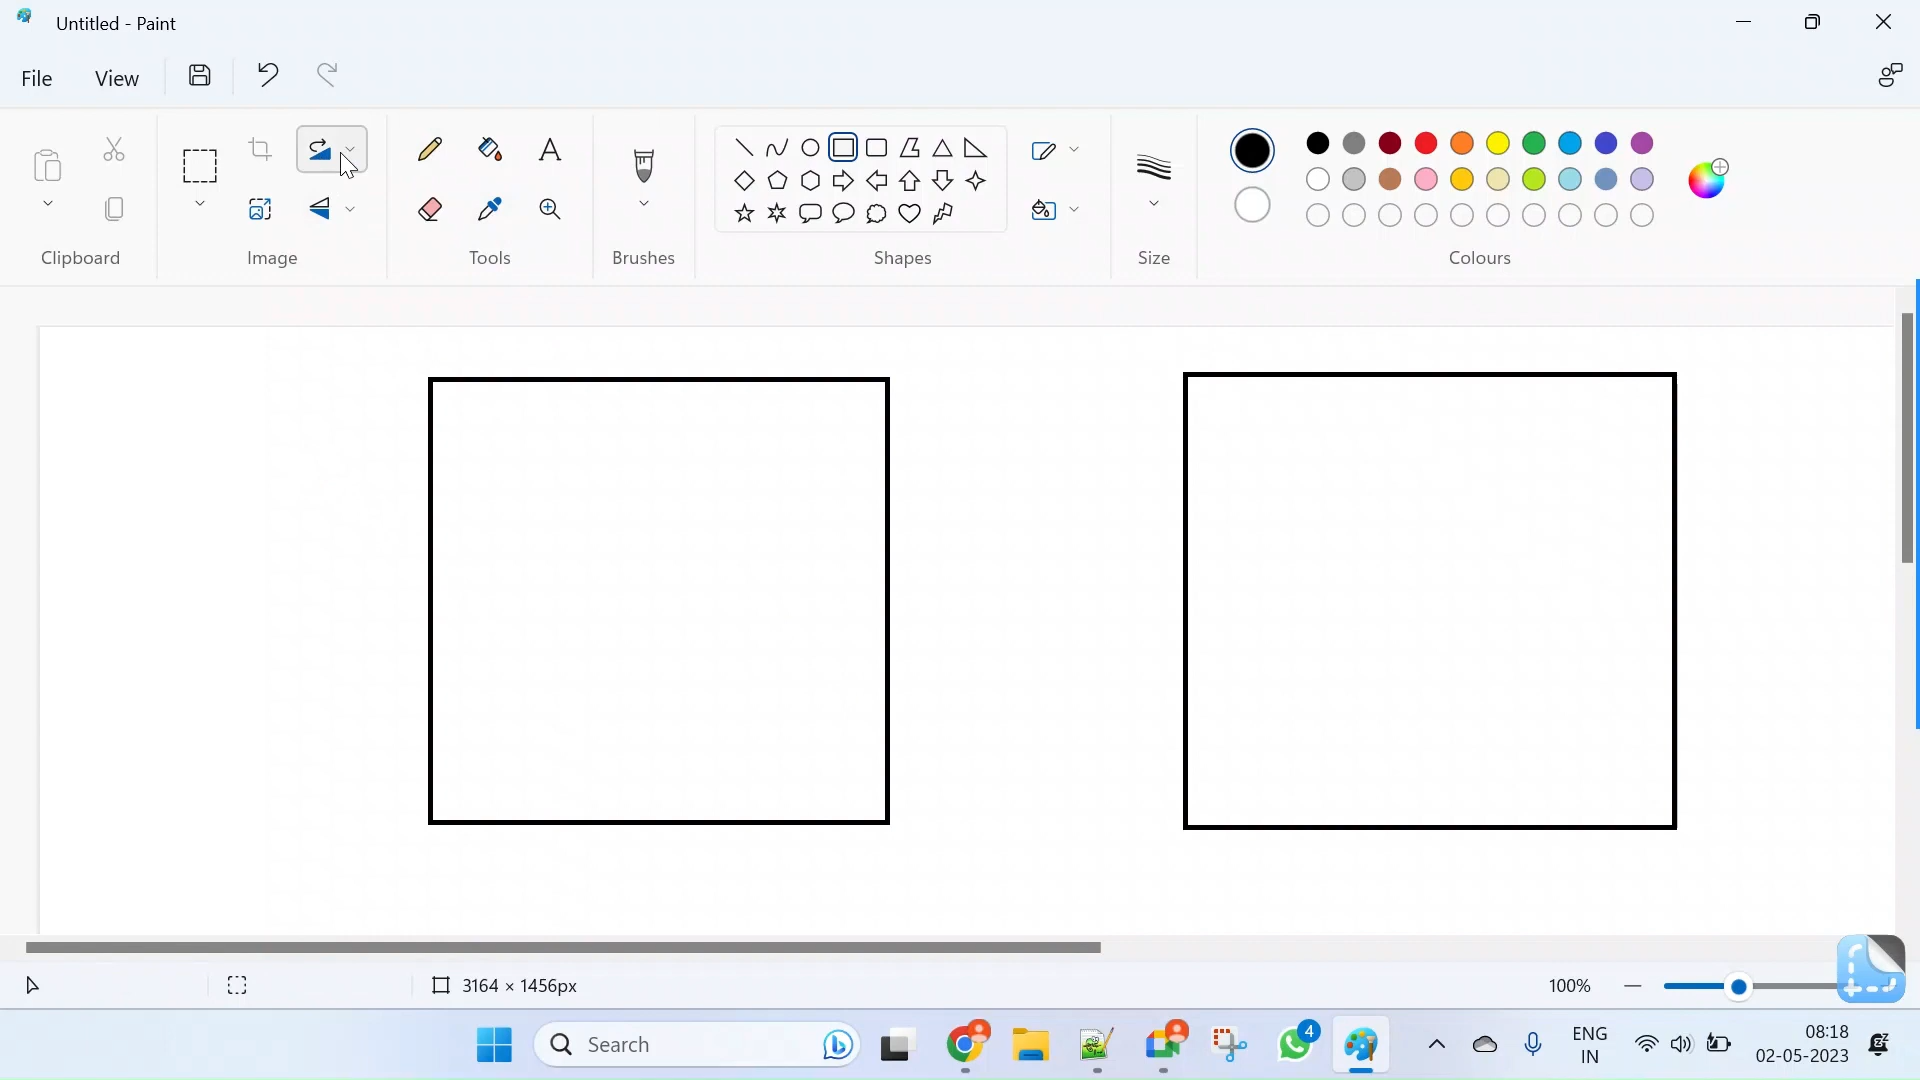 Untitled - Paint
File View
Clipboard Image Tools Brushes Shapes Size Colours
3164 × 1456px 100%
Search 4 ENG 08:18
IN 02-05-2023